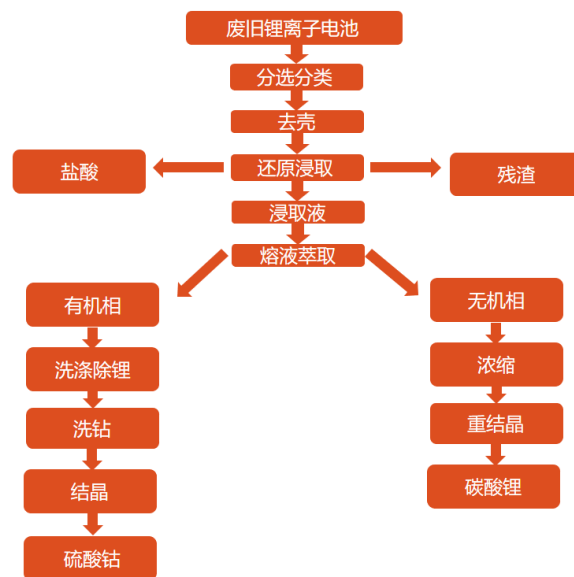 废旧锂离子电池
分选分类
去壳
盐酸
还原浸取
残渣
浸取液
熔液萃取
有机相
无机相
洗涤除锂
浓缩
洗钻
重结晶
结晶
碳酸锂
硫酸钴